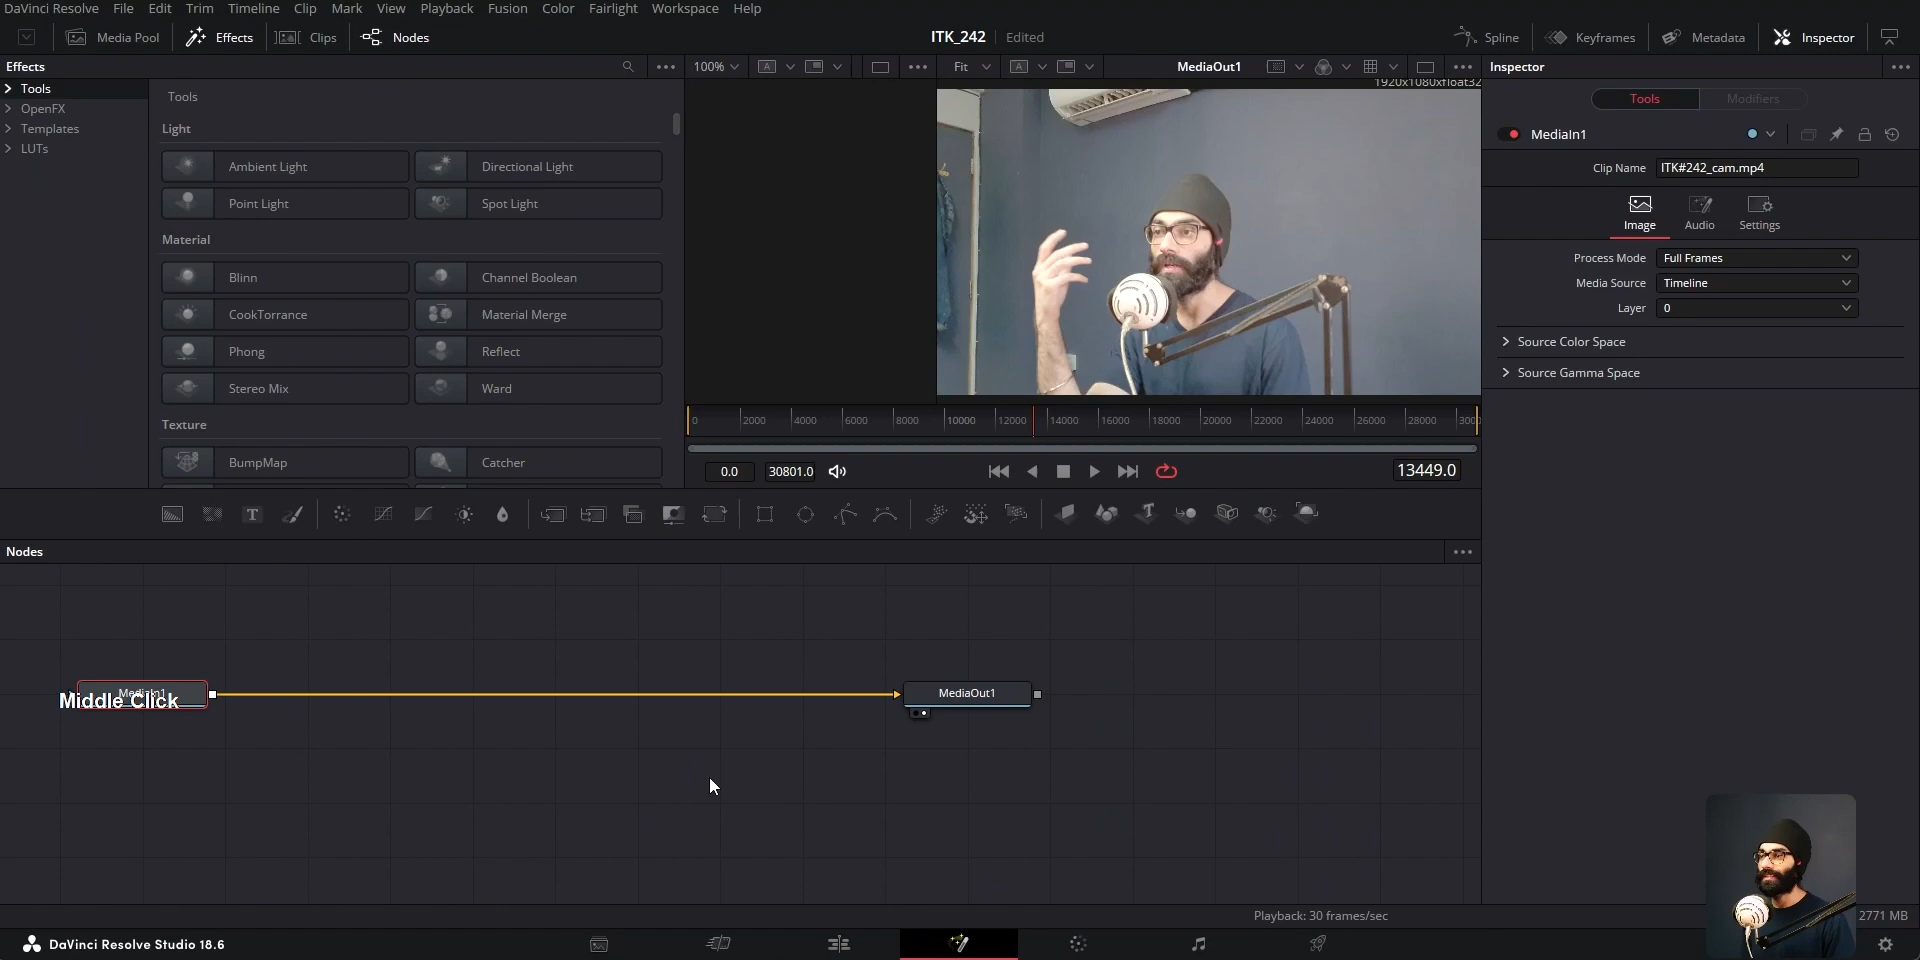 DaVinci Resolve File Edit Trim Timeline Clip Mark View Playback Fusion Color Fairlight Workspace Help
Media Pool Effects Clips Nodes ITK_242 Edited Spline Keyframes Metadata Inspector
Effects 100% Fit MediaOut1 Inspector
1920x1080xfloat32
Tools
OpenFX
Templates
LUTs
Tools
Light
Ambient Light Directional Light
Point Light Spot Light
Material
Blinn Channel Boolean
CookTorrance Material Merge
Phong Reflect
Stereo Mix Ward
Texture
BumpMap Catcher
0 2000 4000 6000 8000 10000 12000 14000 16000 18000 20000 22000 24000 26000 28000 300
0.0 30801.0 13449.0
Tools Modifiers
MediaIn1
Clip Name ITK#242_cam.mp4
Image Audio Settings
Process Mode Full Frames
Media Source Timeline
Layer 0
Source Color Space
Source Gamma Space
T
Nodes
MediaIn1
Middle Click
MediaOut1
Playback: 30 frames/sec 2771 MB
DaVinci Resolve Studio 18.6